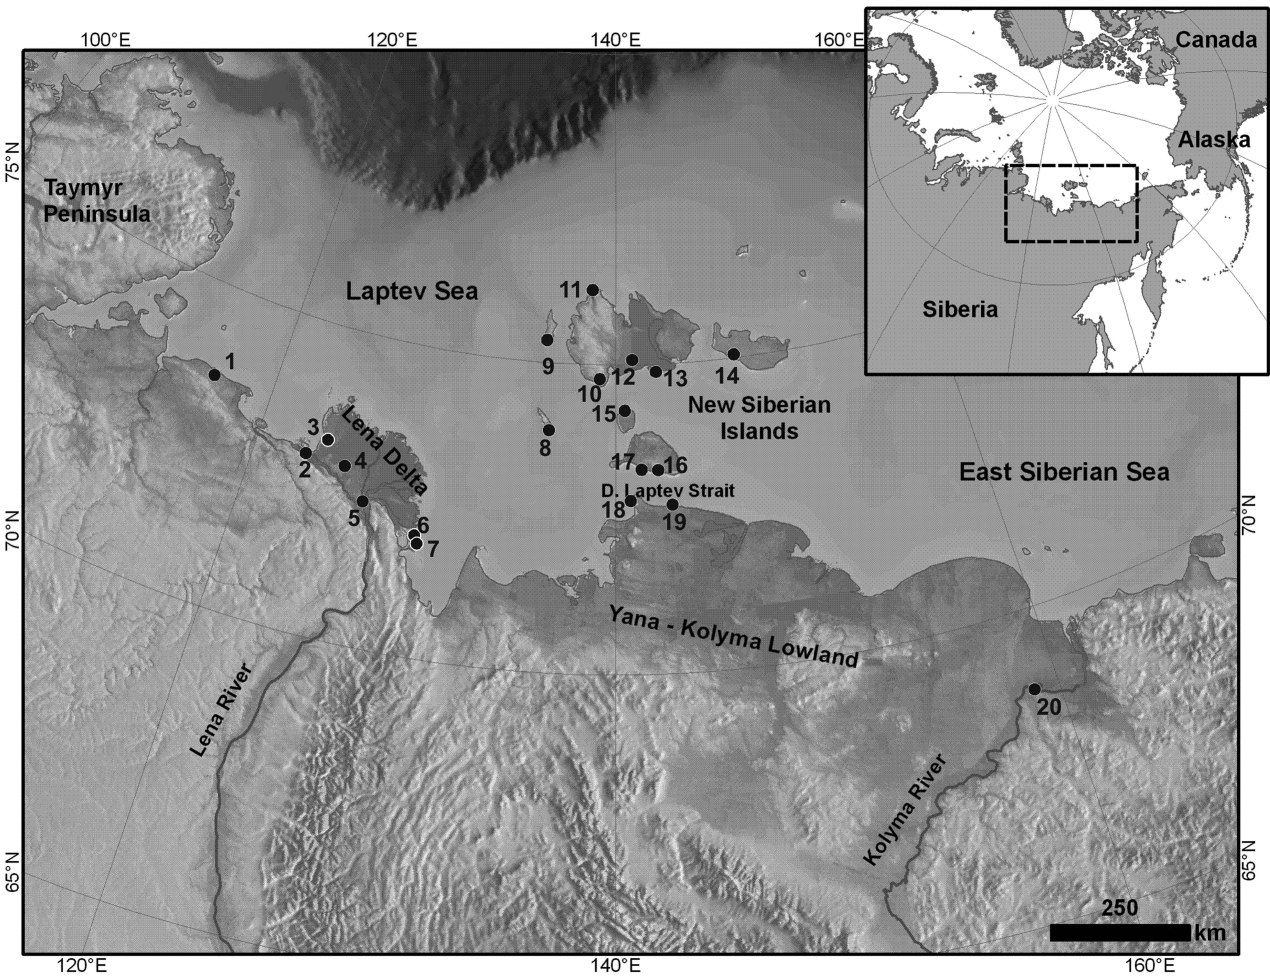 100°E
120°E
140°E
160°E
Canada
Alaska
Siberia
75°N
Taymyr
Peninsula
Laptev Sea
11
9
12
13
14
10
1
15
New Siberian
Islands
3
Lena Delta
8
2
4
17
16
East Siberian Sea
D. Laptev Strait
5
18
19
6
7
70°N
70°N
Yana - Kolyma Lowland
Lena River
20
Kolyma River
65°N
65°N
250
km
120°E
140°E
160°E